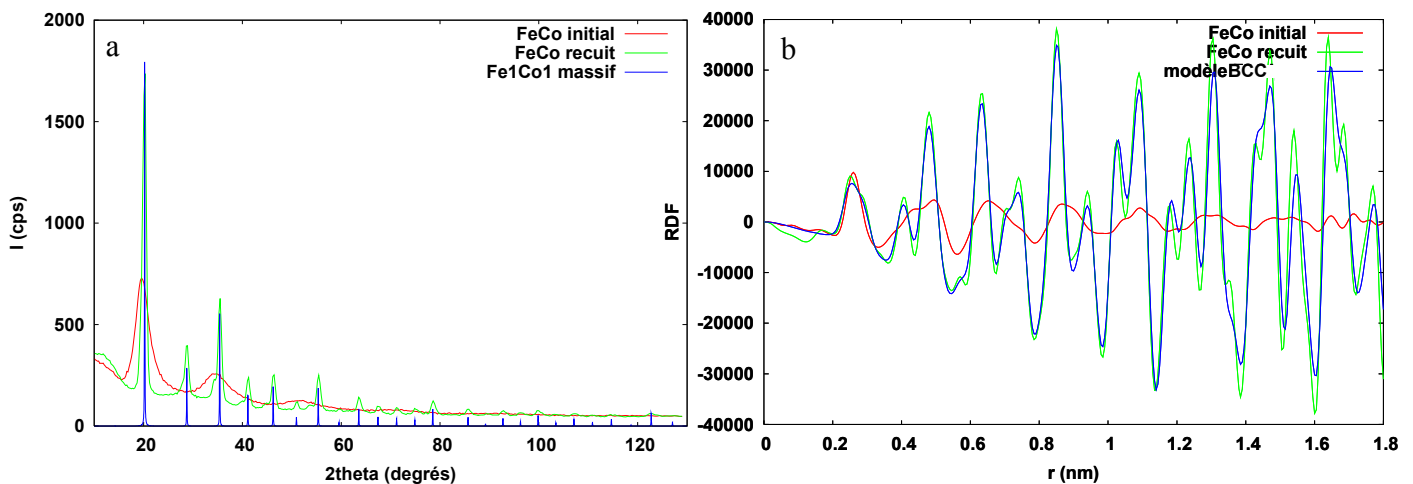 a
FeCo initial
FeCo recuit
Fe1Co1 massif
2000
1500
1000
500
0
I (cps)
20
40
60
80
100
120
2theta (degrés)
b
FeCo initial
FeCo recuit
modèleBCC
40000
30000
20000
10000
0
-10000
-20000
-30000
-40000
RDF
0
0.2
0.4
0.6
0.8
1
1.2
1.4
1.6
1.8
r (nm)